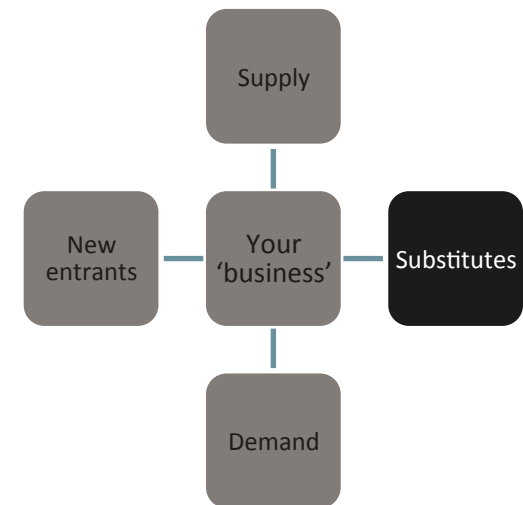 Supply
New
entrants
Your
‘business’
Substitutes
Demand